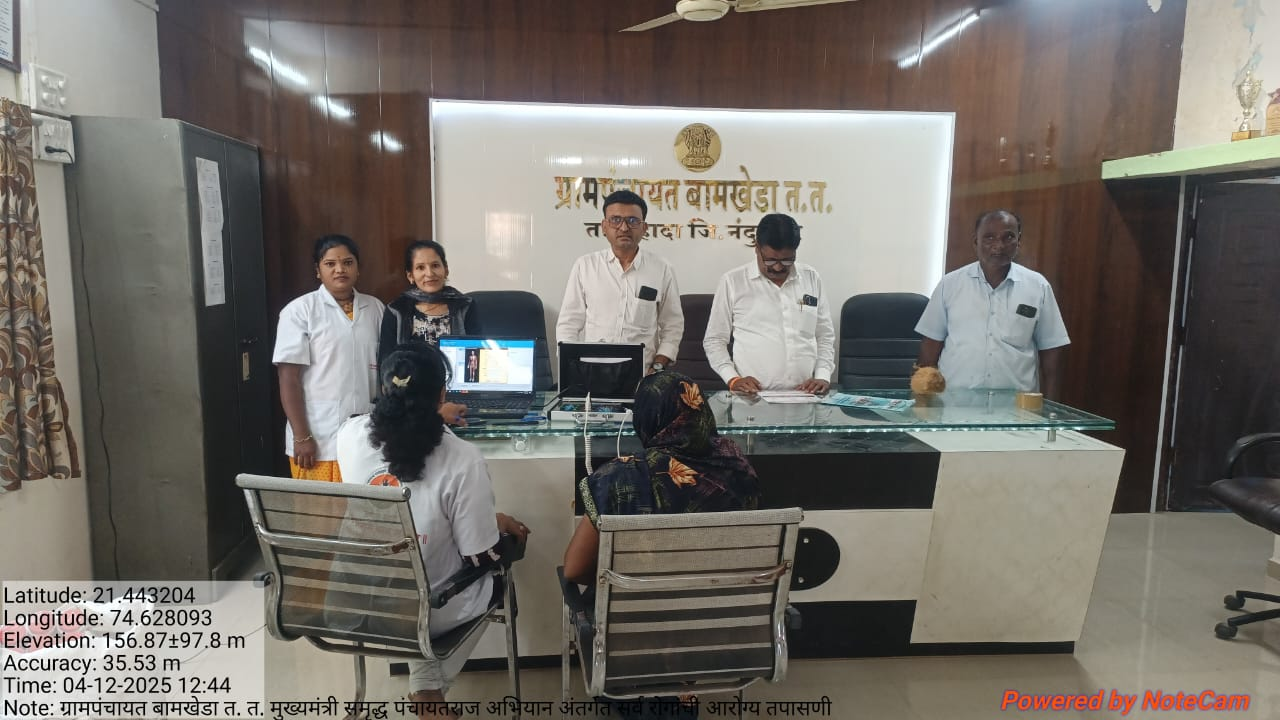 ग्रामपंचायत बामखेडा त.त.
जि. नंदु
Latitude: 21.443204
Longitude: 74.628093
Elevation: 156.87±97.8 m
Accuracy: 35.53 m
Time: 04-12-2025 12:44
Note: ग्रामपंचायत बामखेडा त. त. मुख्यमंत्री समृद्ध पंचायतराज अभियान अंतर्गत सर्व रोगांची आरोग्य तपासणी
Powered by NoteCam